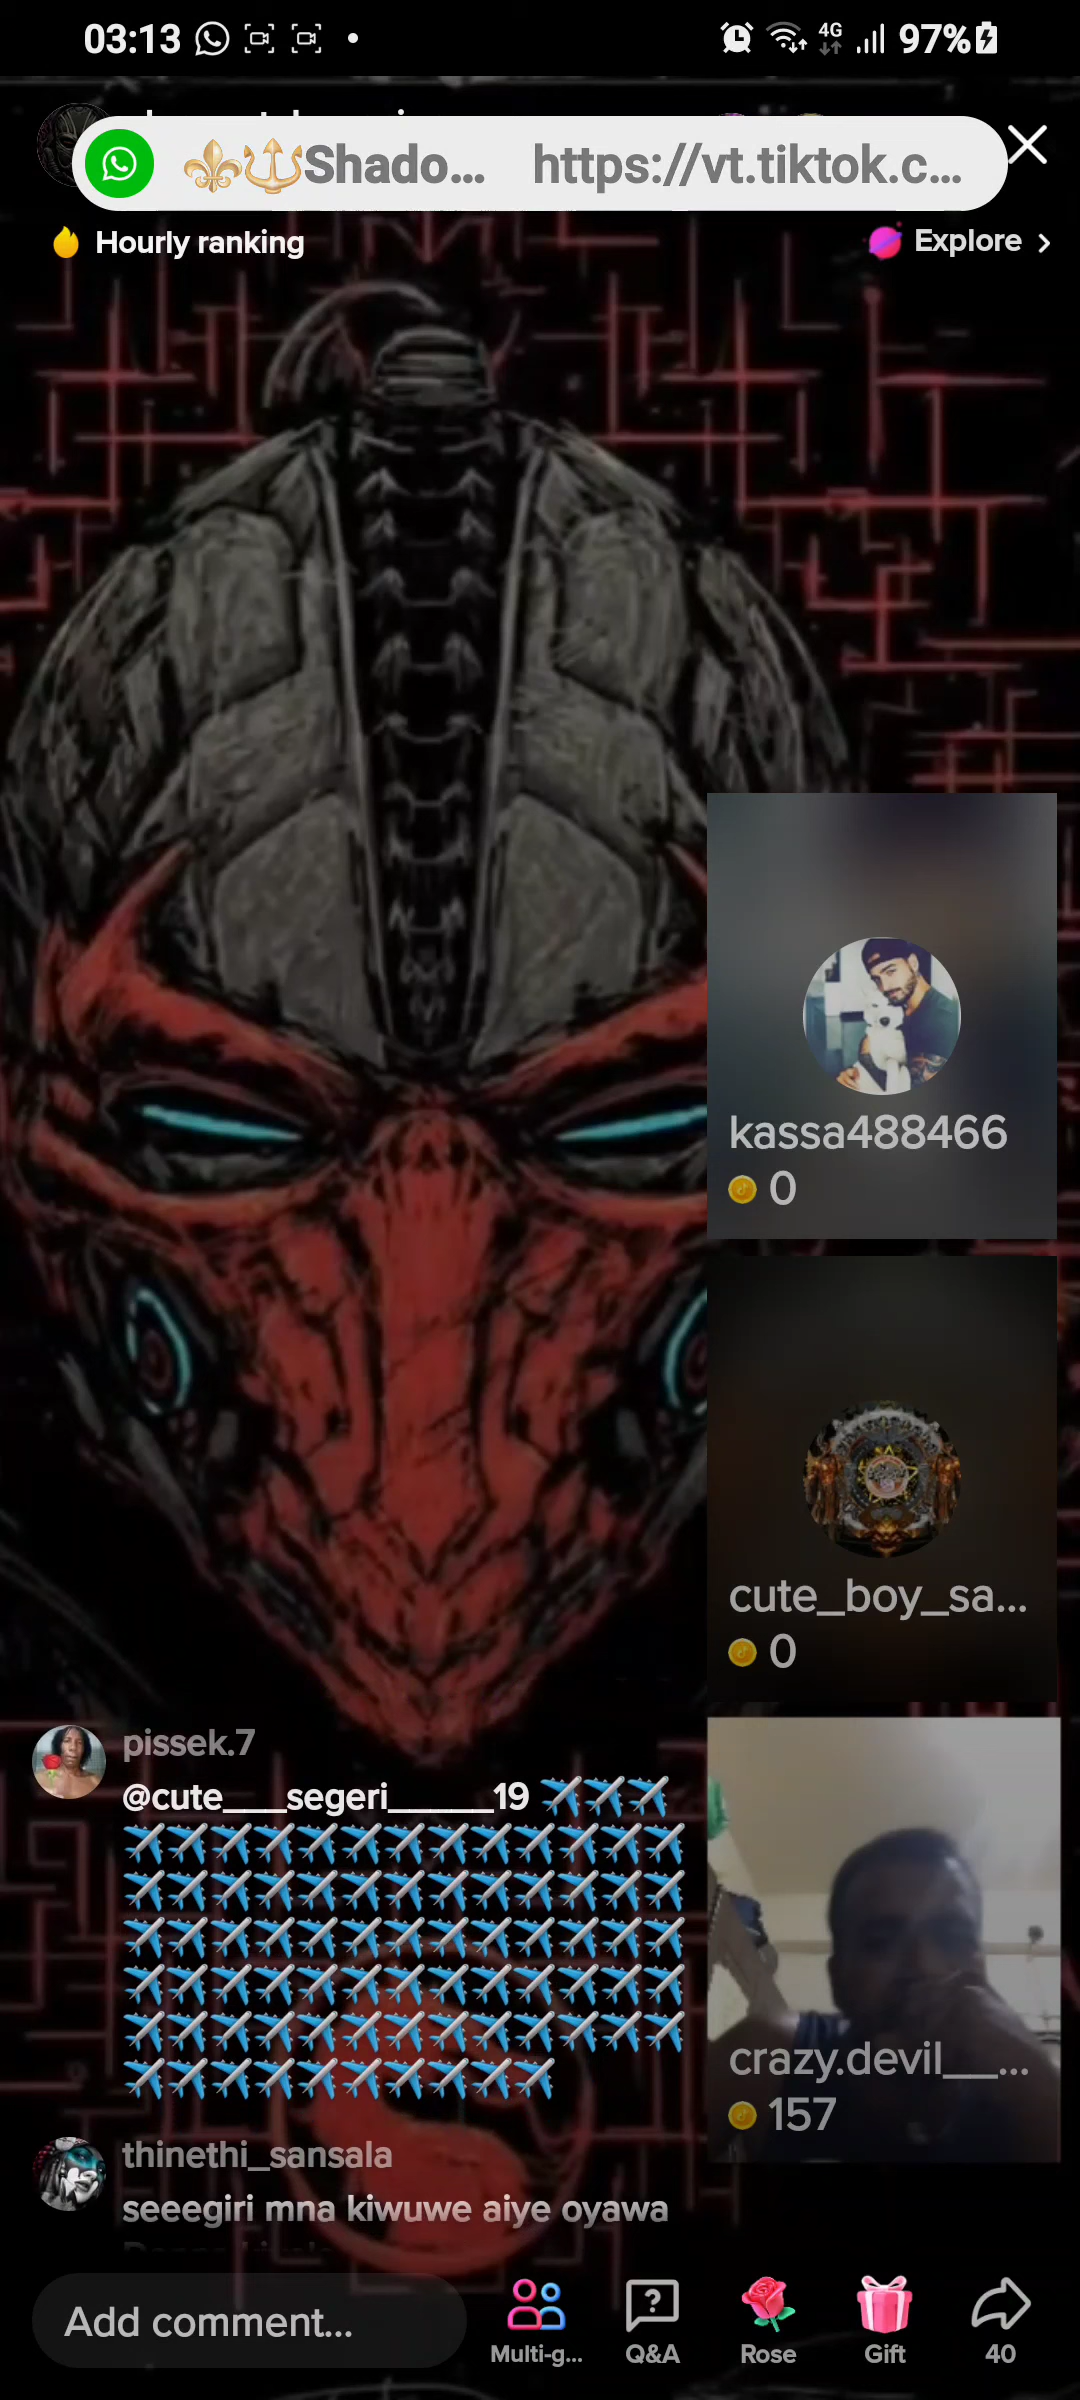 03:13
4G
97%
Shado...
https://vt.tiktok.c...
Hourly ranking
Explore >
kassa488466
0
cute_boy_sa...
0
pissek.7
@cute___segeri_____19 ✈️✈️✈️
✈️✈️✈️✈️✈️✈️✈️✈️✈️✈️✈️✈️✈️
✈️✈️✈️✈️✈️✈️✈️✈️✈️✈️✈️✈️✈️
✈️✈️✈️✈️✈️✈️✈️✈️✈️✈️✈️✈️✈️
✈️✈️✈️✈️✈️✈️✈️✈️✈️✈️✈️✈️✈️
✈️✈️✈️✈️✈️✈️✈️✈️✈️✈️✈️✈️✈️
✈️✈️✈️✈️✈️✈️✈️✈️✈️✈️
crazy.devil__...
157
thinethi_sansala
seeegiri mna kiwuwe aiye oyawa
Add comment...
Multi-g...
Q&A
Rose
Gift
40